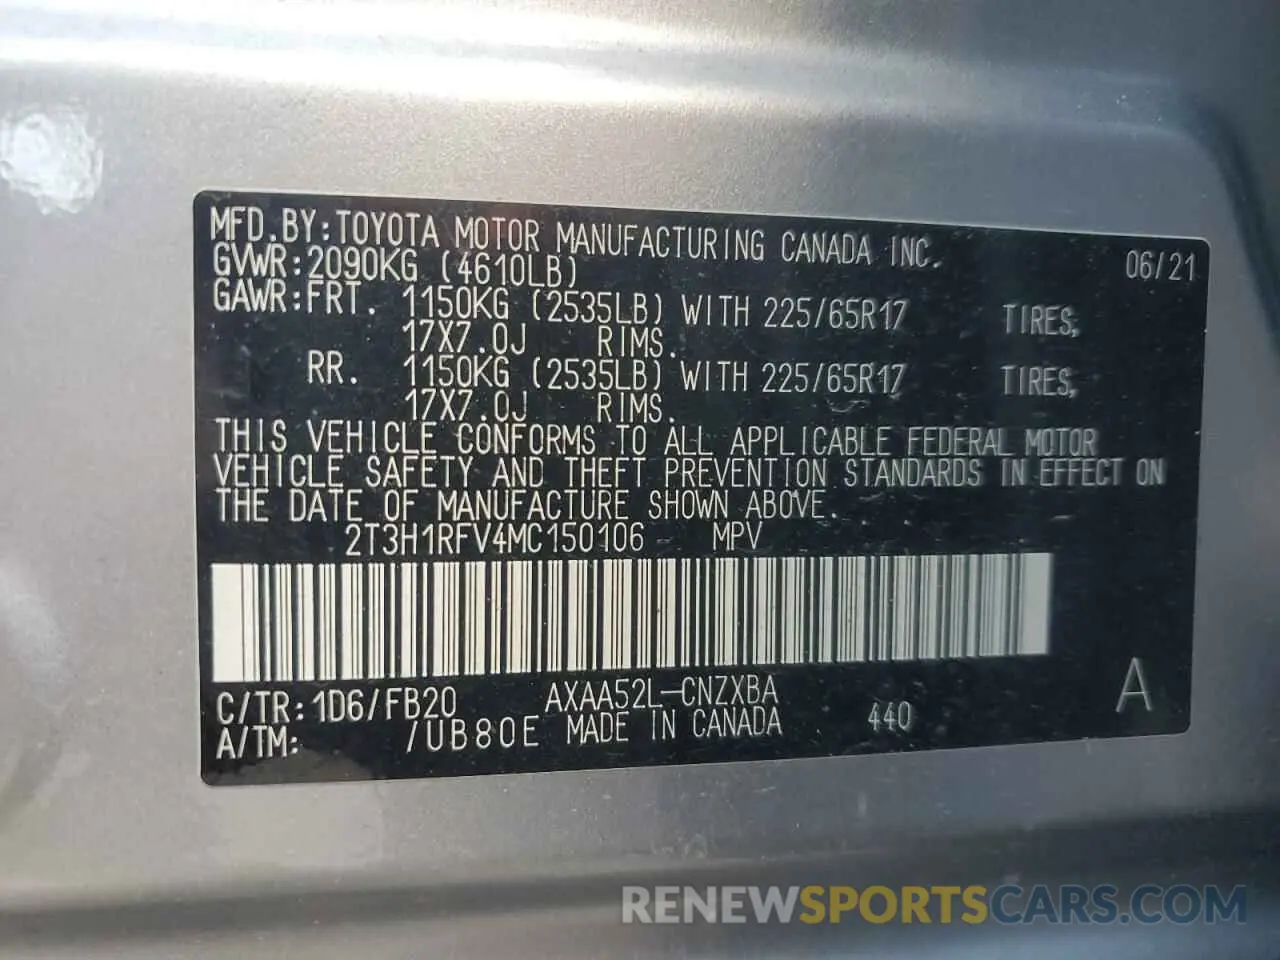 MFD.BY:TOYOTA MOTOR MANUFACTURING CANADA INC. 06/21
GVWR:2090KG (4610LB)
GAWR:FRT. 1150KG (2535LB) WITH 225/65R17 TIRES,
17X7.0J RIMS.
RR. 1150KG (2535LB) WITH 225/65R17 TIRES,
17X7.0J RIMS.
THIS VEHICLE CONFORMS TO ALL APPLICABLE FEDERAL MOTOR
VEHICLE SAFETY AND THEFT PREVENTION STANDARDS IN EFFECT ON
THE DATE OF MANUFACTURE SHOWN ABOVE.
2T3H1RFV4MC150106 MPV
C/TR:1D6/FB20 AXAA52L-CNZXBA A
A/TM: /UB80E MADE IN CANADA 440
RENEWSPORTSCARS.COM